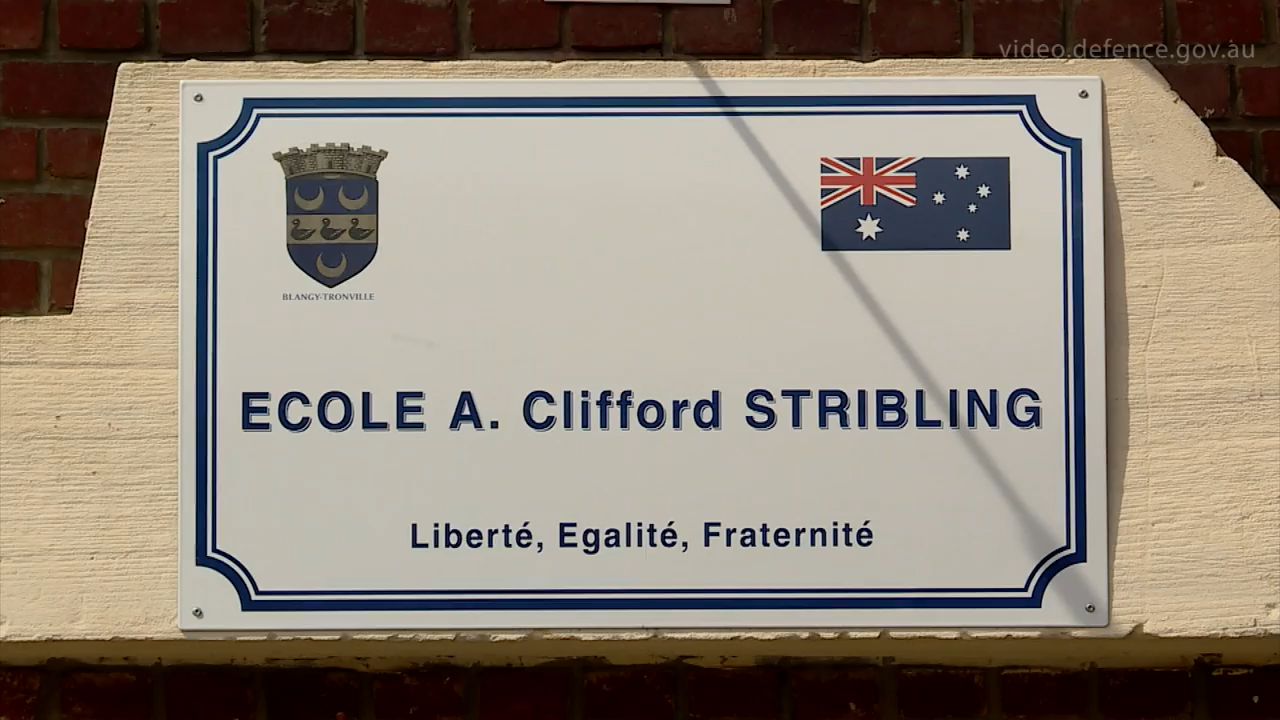 video.defence.gov.au
BLANGY-TRONVILLE
ECOLE A. Clifford STRIBLING
Liberté, Egalité, Fraternité